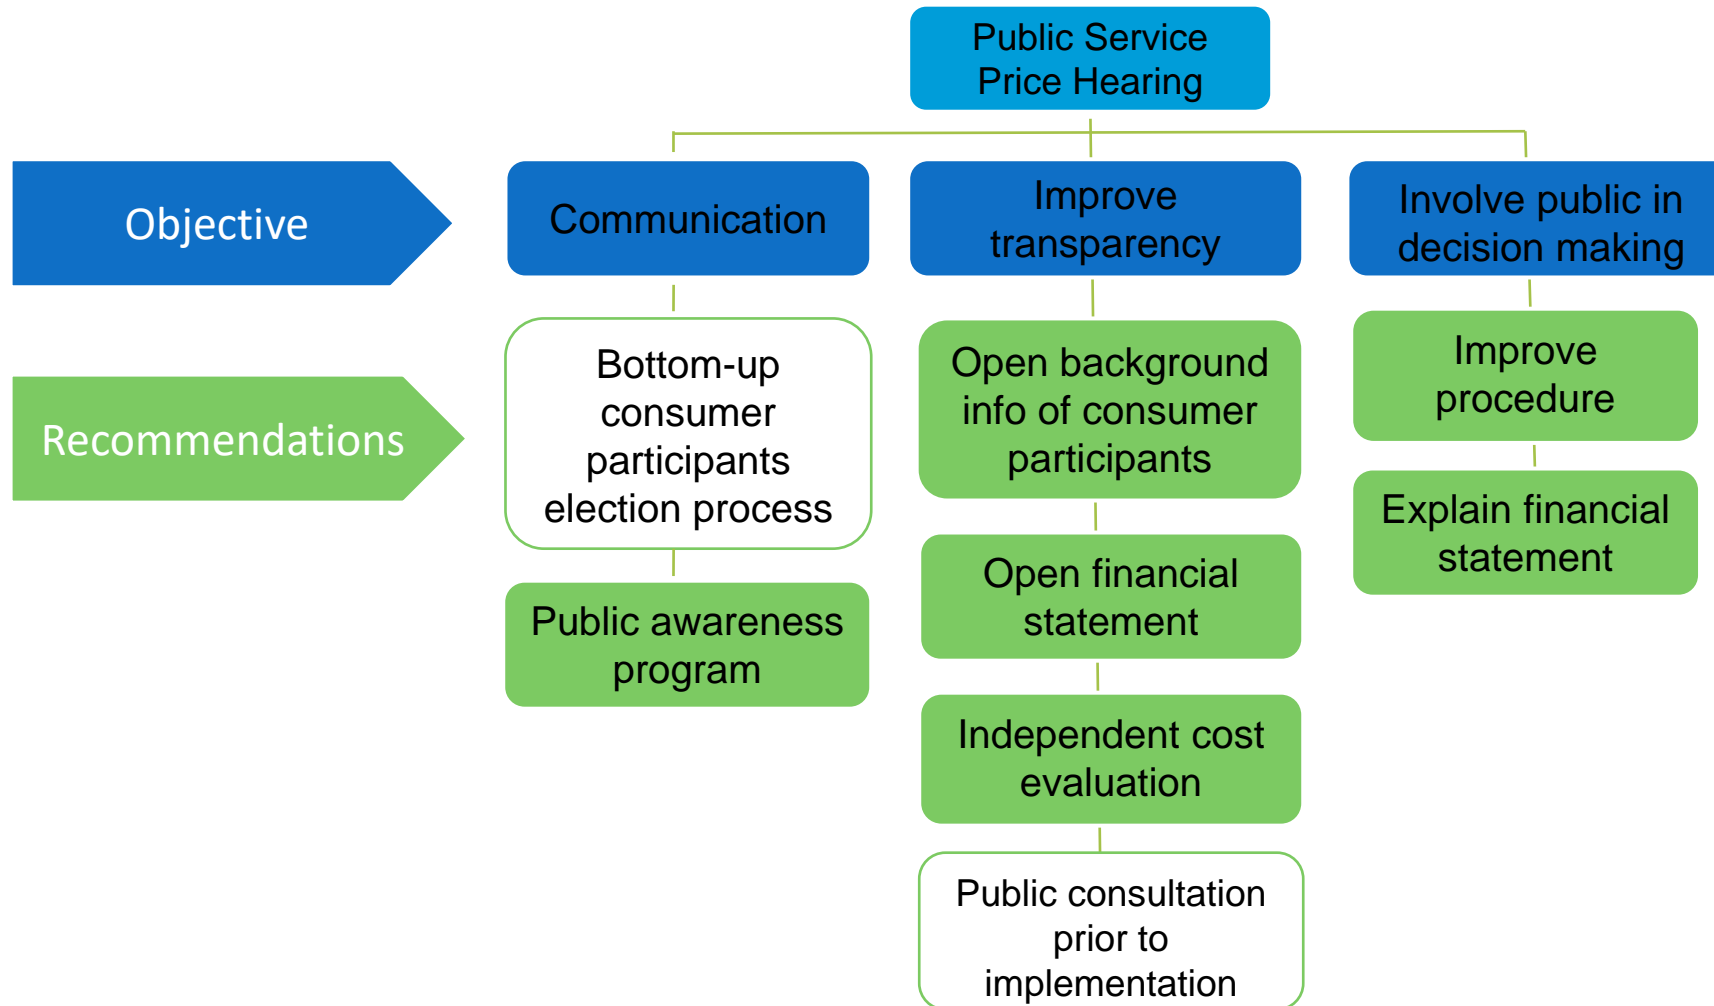 Public Service
Price Hearing
Objective
Communication
Improve
transparency
Involve public in
decision making
Recommendations
Bottom-up
consumer
participants
election process
Public awareness
program
Open background
info of consumer
participants
Open financial
statement
Independent cost
evaluation
Public consultation
prior to
implementation
Improve
procedure
Explain financial
statement